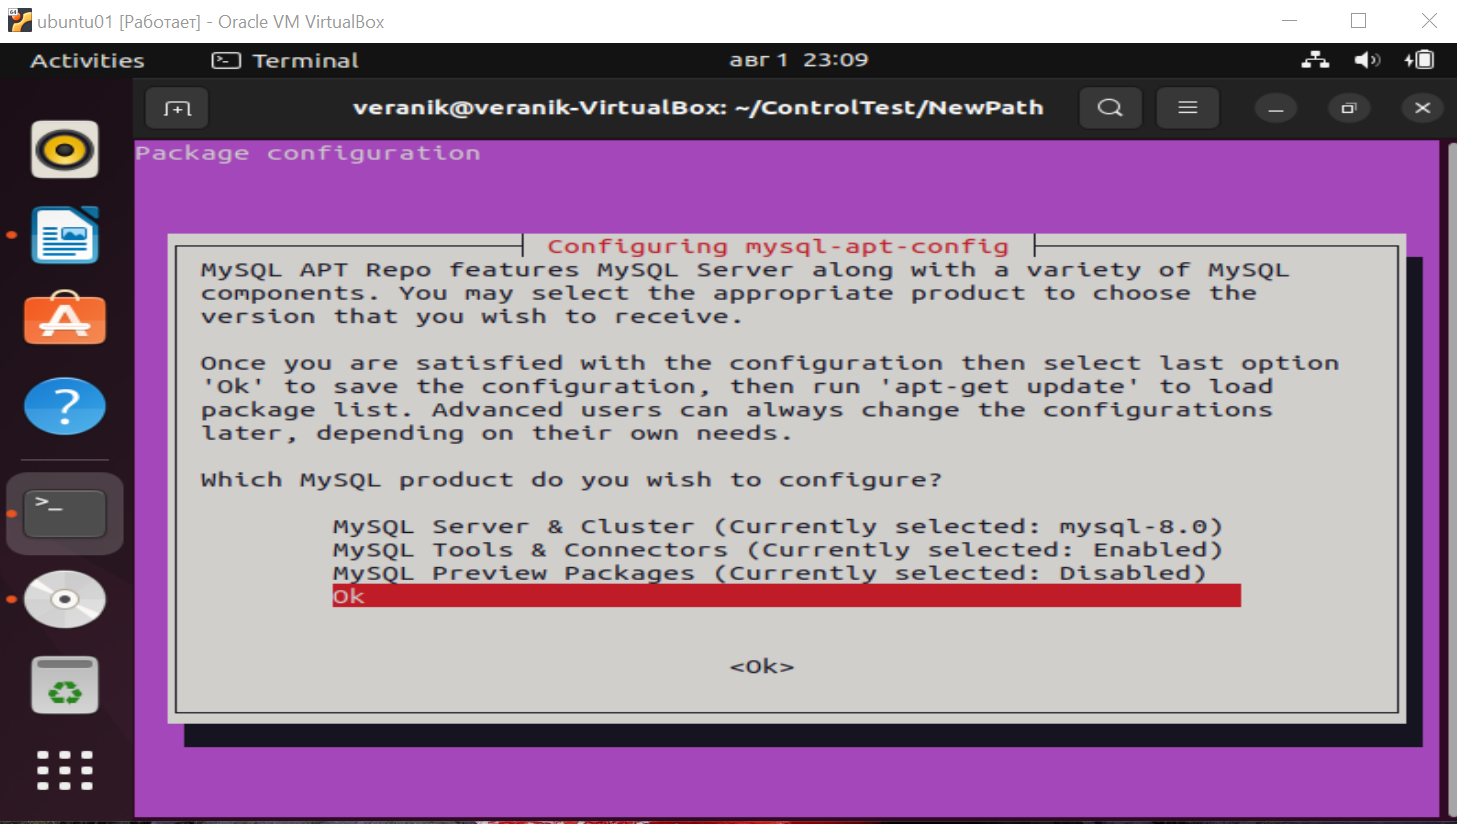 ubuntu01 [Работает] - Oracle VM VirtualBox
Activities
Terminal
авг 1 23:09
veranik@veranik-VirtualBox: ~/ControlTest/NewPath
Package configuration
Configuring mysql-apt-config
MySQL APT Repo features MySQL Server along with a variety of MySQL
components. You may select the appropriate product to choose the
version that you wish to receive.
Once you are satisfied with the configuration then select last option
'Ok' to save the configuration, then run 'apt-get update' to load
package list. Advanced users can always change the configurations
later, depending on their own needs.
Which MySQL product do you wish to configure?
MySQL Server & Cluster (Currently selected: mysql-8.0)
MySQL Tools & Connectors (Currently selected: Enabled)
MySQL Preview Packages (Currently selected: Disabled)
Ok
<Ok>